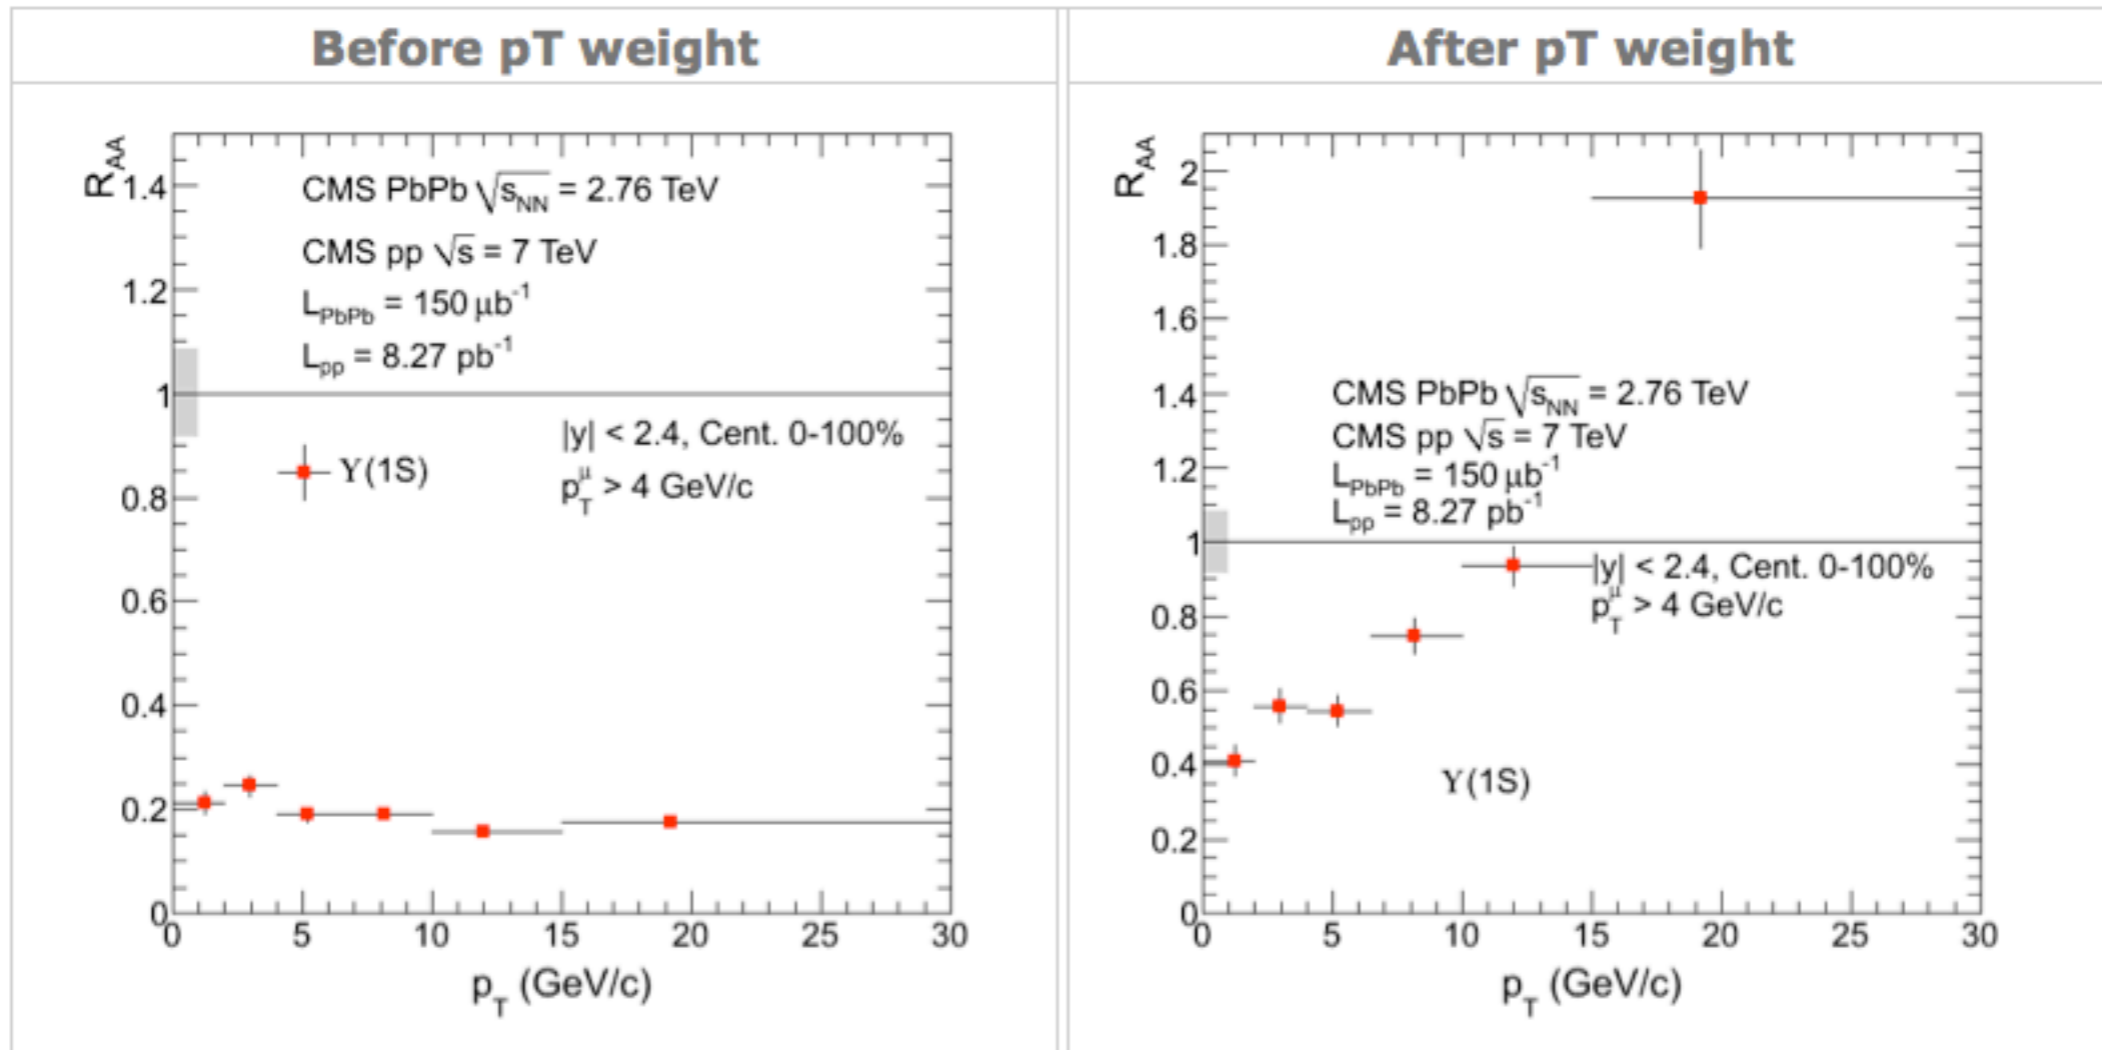 Before pT weight
After pT weight
R_AA
1.4
1.2
1
0.8
0.6
0.4
0.2
0
CMS PbPb √s_NN = 2.76 TeV
CMS pp √s = 7 TeV
L_PbPb = 150 μb⁻¹
L_pp = 8.27 pb⁻¹
|y| < 2.4, Cent. 0-100%
p_T^μ > 4 GeV/c
Υ(1S)
0 5 10 15 20 25 30
p_T (GeV/c)
R_AA
2
1.8
1.6
1.4
1.2
1
0.8
0.6
0.4
0.2
0
CMS PbPb √s_NN = 2.76 TeV
CMS pp √s = 7 TeV
L_PbPb = 150 μb⁻¹
L_pp = 8.27 pb⁻¹
|y| < 2.4, Cent. 0-100%
p_T^μ > 4 GeV/c
Υ(1S)
0 5 10 15 20 25 30
p_T (GeV/c)